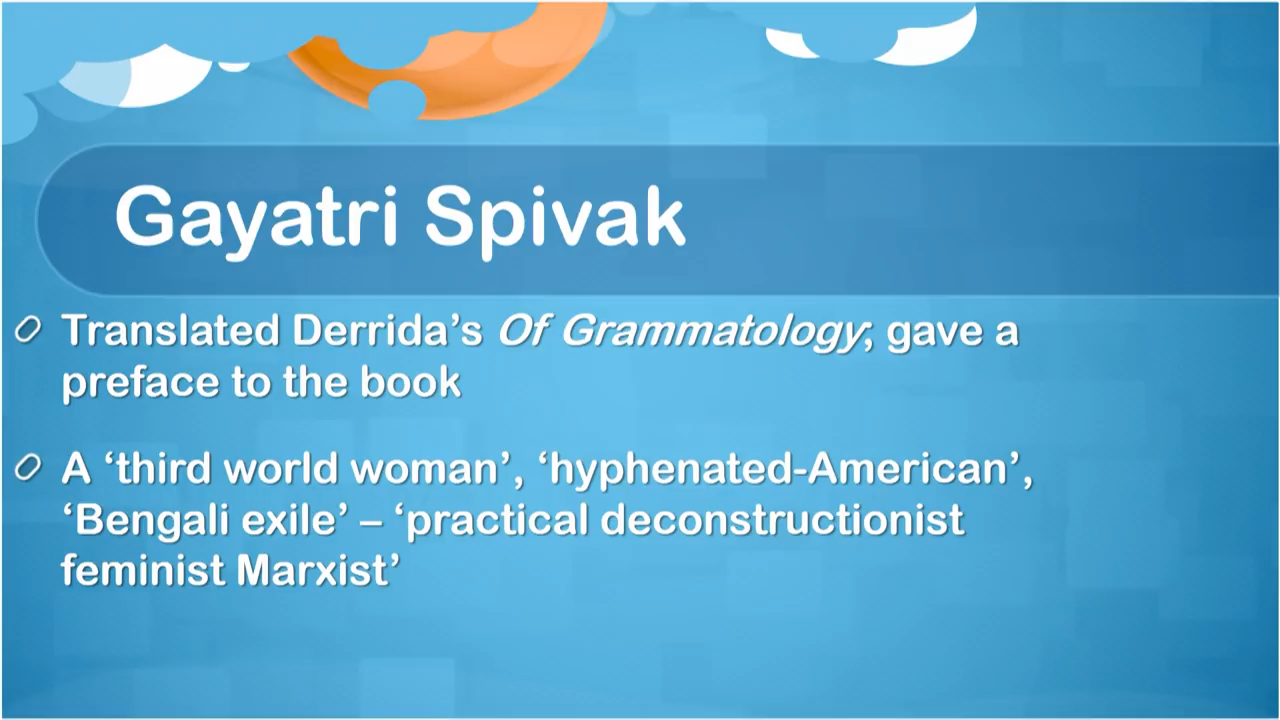 Gayatri Spivak
Translated Derrida’s Of Grammatology; gave a
preface to the book
A ‘third world woman’, ‘hyphenated-American’,
‘Bengali exile’ – ‘practical deconstructionist
feminist Marxist’